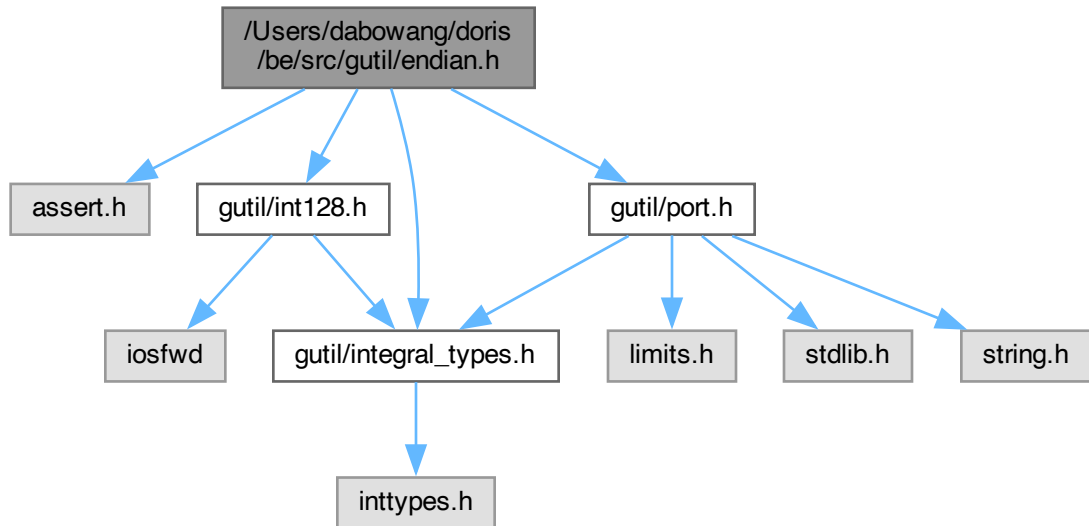 /Users/dabowang/doris
/be/src/gutil/endian.h
assert.h
gutil/int128.h
gutil/port.h
iosfwd
gutil/integral_types.h
limits.h
stdlib.h
string.h
inttypes.h